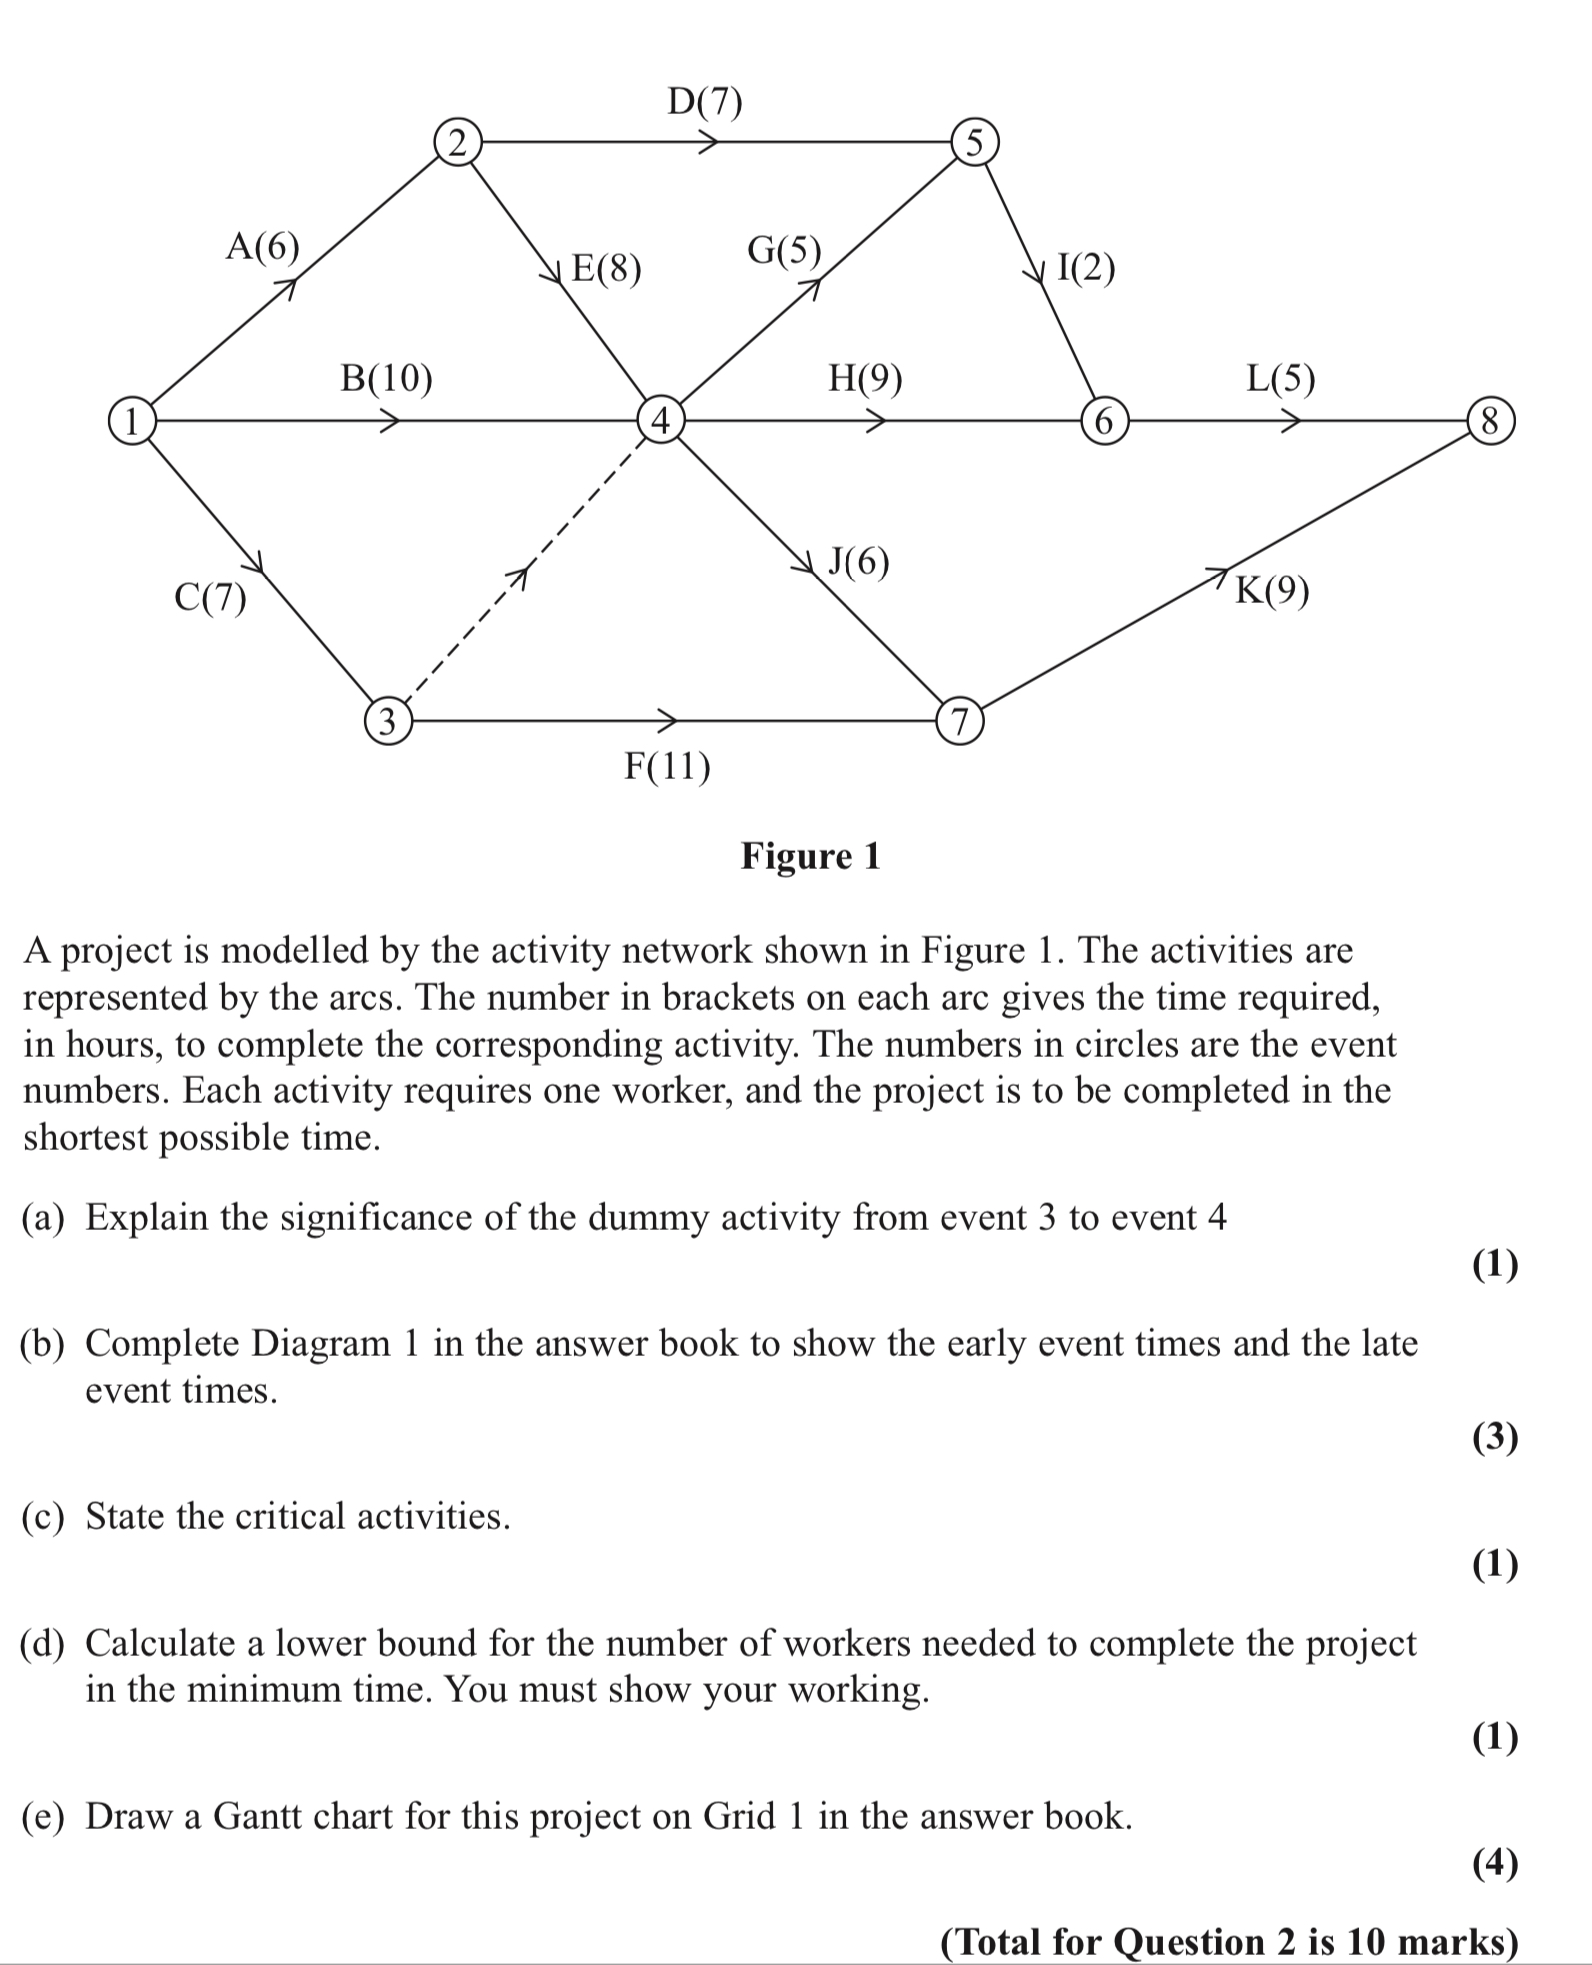 D(7)
2
5
A(6)
E(8)
G(5)
I(2)
B(10)
H(9)
L(5)
1
4
6
8
C(7)
J(6)
K(9)
3
7
F(11)
Figure 1
A project is modelled by the activity network shown in Figure 1. The activities are
represented by the arcs. The number in brackets on each arc gives the time required,
in hours, to complete the corresponding activity. The numbers in circles are the event
numbers. Each activity requires one worker, and the project is to be completed in the
shortest possible time.
(a) Explain the significance of the dummy activity from event 3 to event 4
(1)
(b) Complete Diagram 1 in the answer book to show the early event times and the late
event times.
(3)
(c) State the critical activities.
(1)
(d) Calculate a lower bound for the number of workers needed to complete the project
in the minimum time. You must show your working.
(1)
(e) Draw a Gantt chart for this project on Grid 1 in the answer book.
(4)
(Total for Question 2 is 10 marks)